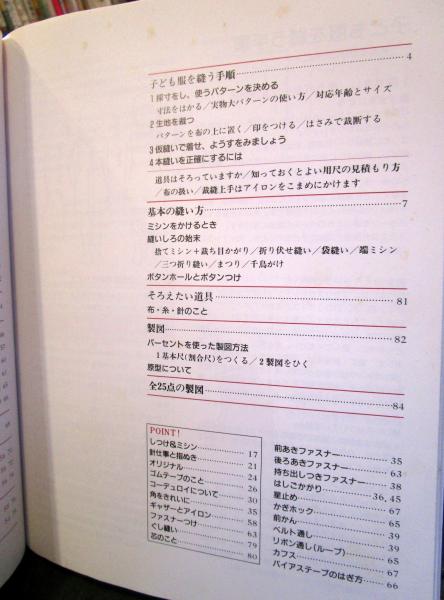 子ども服を縫う手順……4
1採寸をし、使うパターンを決める
寸法をはかる／実物大パターンの使い方／対応年齢とサイズ
2生地を裁つ
パターンを布の上に置く／印をつける／はさみで裁断する
3仮縫いで着せ、ようすをみましょう
4本縫いを正確にするには
道具はそろっていますか／知っておくとよい用尺の見積もり方
／布の扱い／裁縫上手はアイロンをこまめにかけます
基本の縫い方……7
ミシンをかけるとき
縫いしろの始末
捨てミシン＋裁ち目かがり／折り伏せ縫い／袋縫い／端ミシン
／三つ折り縫い／まつり／千鳥がけ
ボタンホールとボタンつけ
そろえたい道具……81
布・糸・針のこと
製図……82
パーセントを使った製図方法
1基本尺(割合尺)をつくる／2製図をひく
原型について
全25点の製図……84
POINT!
しつけ&ミシン……17
針仕事と指ぬき……21
オリジナル……24
ゴムテープのこと……26
コーデュロイについて……30
角をきれいに……35
ギャザーとアイロン……58
ファスナーつけ……63
ぐし縫い……79
芯のこと……80
前あきファスナー……35
後ろあきファスナー……63
持ち出しつきファスナー……38
はしごかがり……36, 45
星止め……67
かぎホック……65
前かん……39
ベルト通し……39
リボン通し(ループ)……65
カフス……67
バイアステープのはぎ方……66